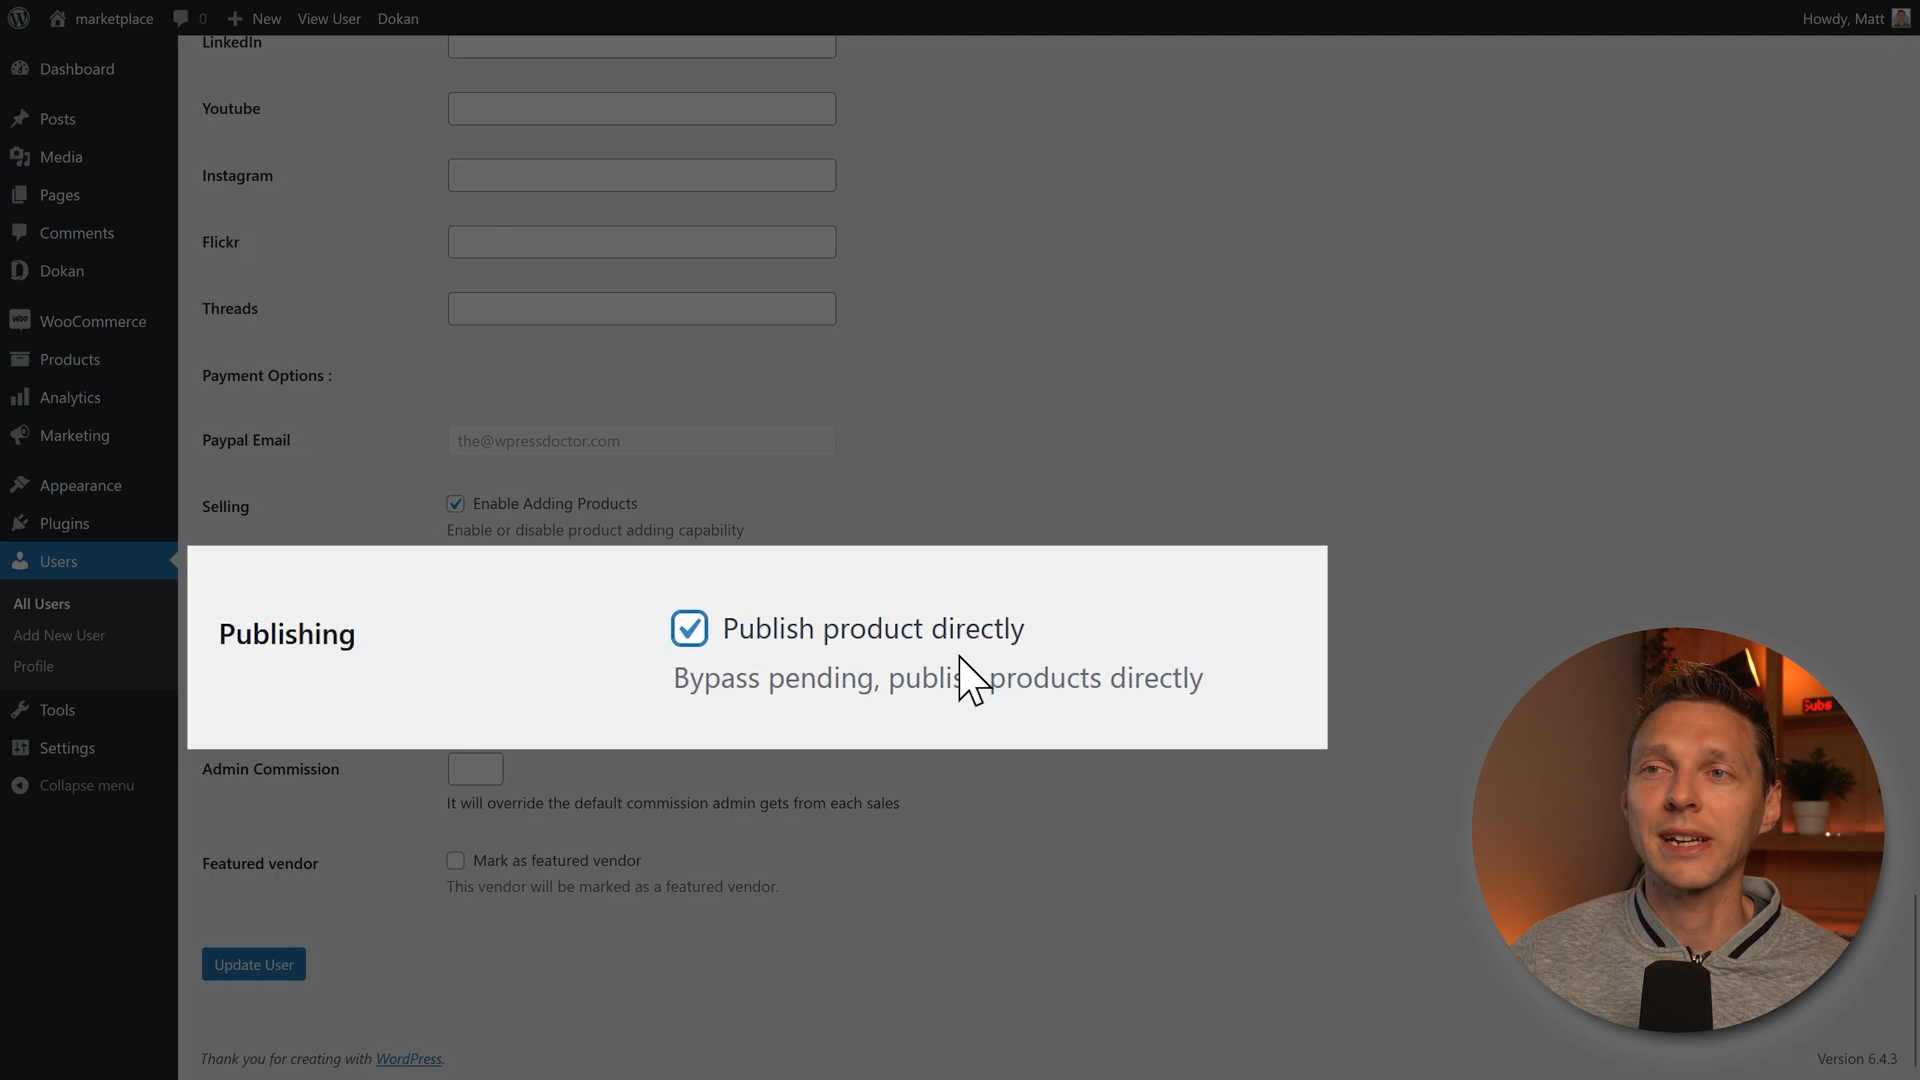 marketplace
0
New
View User
Dokan
Howdy, Matt
Dashboard
Posts
Media
Pages
Comments
Dokan
WooCommerce
Products
Analytics
Marketing
Appearance
Plugins
Users
All Users
Add New User
Profile
Tools
Settings
Collapse menu
LinkedIn
Youtube
Instagram
Flickr
Threads
Payment Options :
Paypal Email
the@wpressdoctor.com
Selling
Enable Adding Products
Enable or disable product adding capability
Publishing
Publish product directly
Bypass pending, publish products directly
Admin Commission
It will override the default commission admin gets from each sales
Featured vendor
Mark as featured vendor
This vendor will be marked as a featured vendor.
Update User
Subs
Thank you for creating with WordPress.
Version 6.4.3